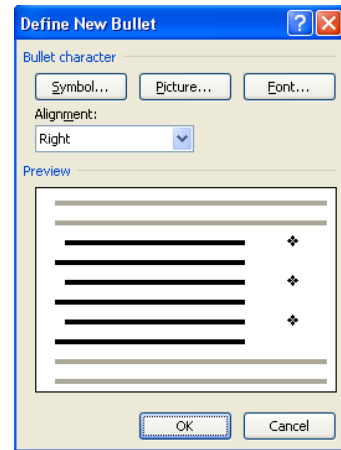 Define New Bullet
Bullet character
Symbol... Picture... Font...
Alignment:
Right
Preview
OK Cancel